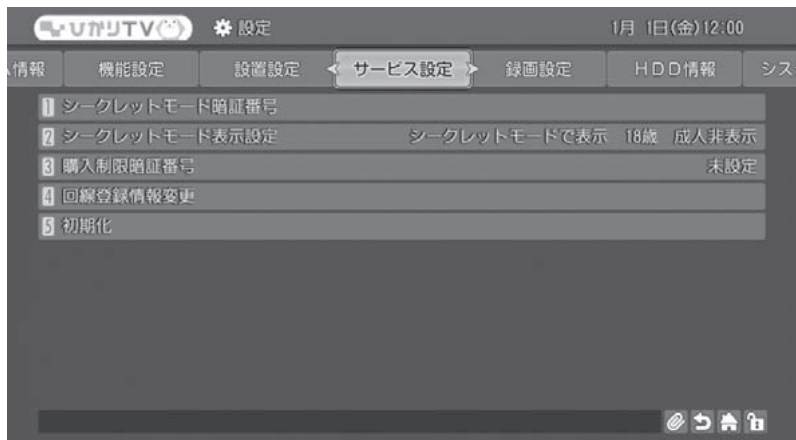 ひかりTV 設定 1月 1日(金)12:00
情報 機能設定 設置設定 サービス設定 録画設定 HDD情報 シス
1 シークレットモード暗証番号
2 シークレットモード表示設定 シークレットモードで表示 18歳 成人非表示
3 購入制限暗証番号 未設定
4 回線登録情報変更
5 初期化